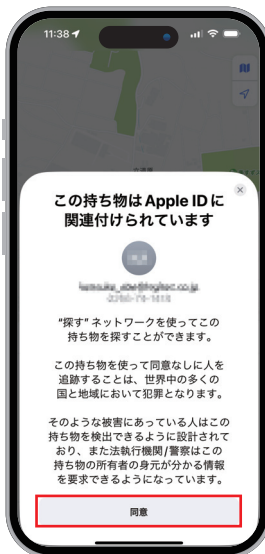 11:38
この持ち物は Apple ID に
関連付けられています
“探す” ネットワークを使ってこの
持ち物を探すことができます。
この持ち物を使って同意なしに人を
追跡することは、世界中の多くの
国と地域において犯罪となります。
そのような被害にあっている人はこの
持ち物を検出できるように設計されて
おり、また法執行機関/警察はこの
持ち物の所有者の身元が分かる情報
を要求できるようになっています。
同意